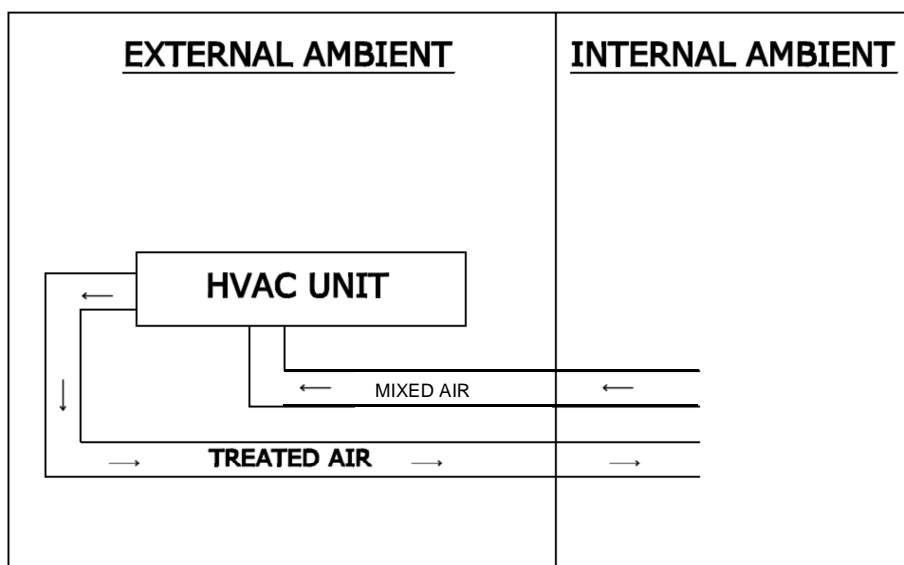 EXTERNAL AMBIENT
INTERNAL AMBIENT
HVAC UNIT
MIXED AIR
TREATED AIR